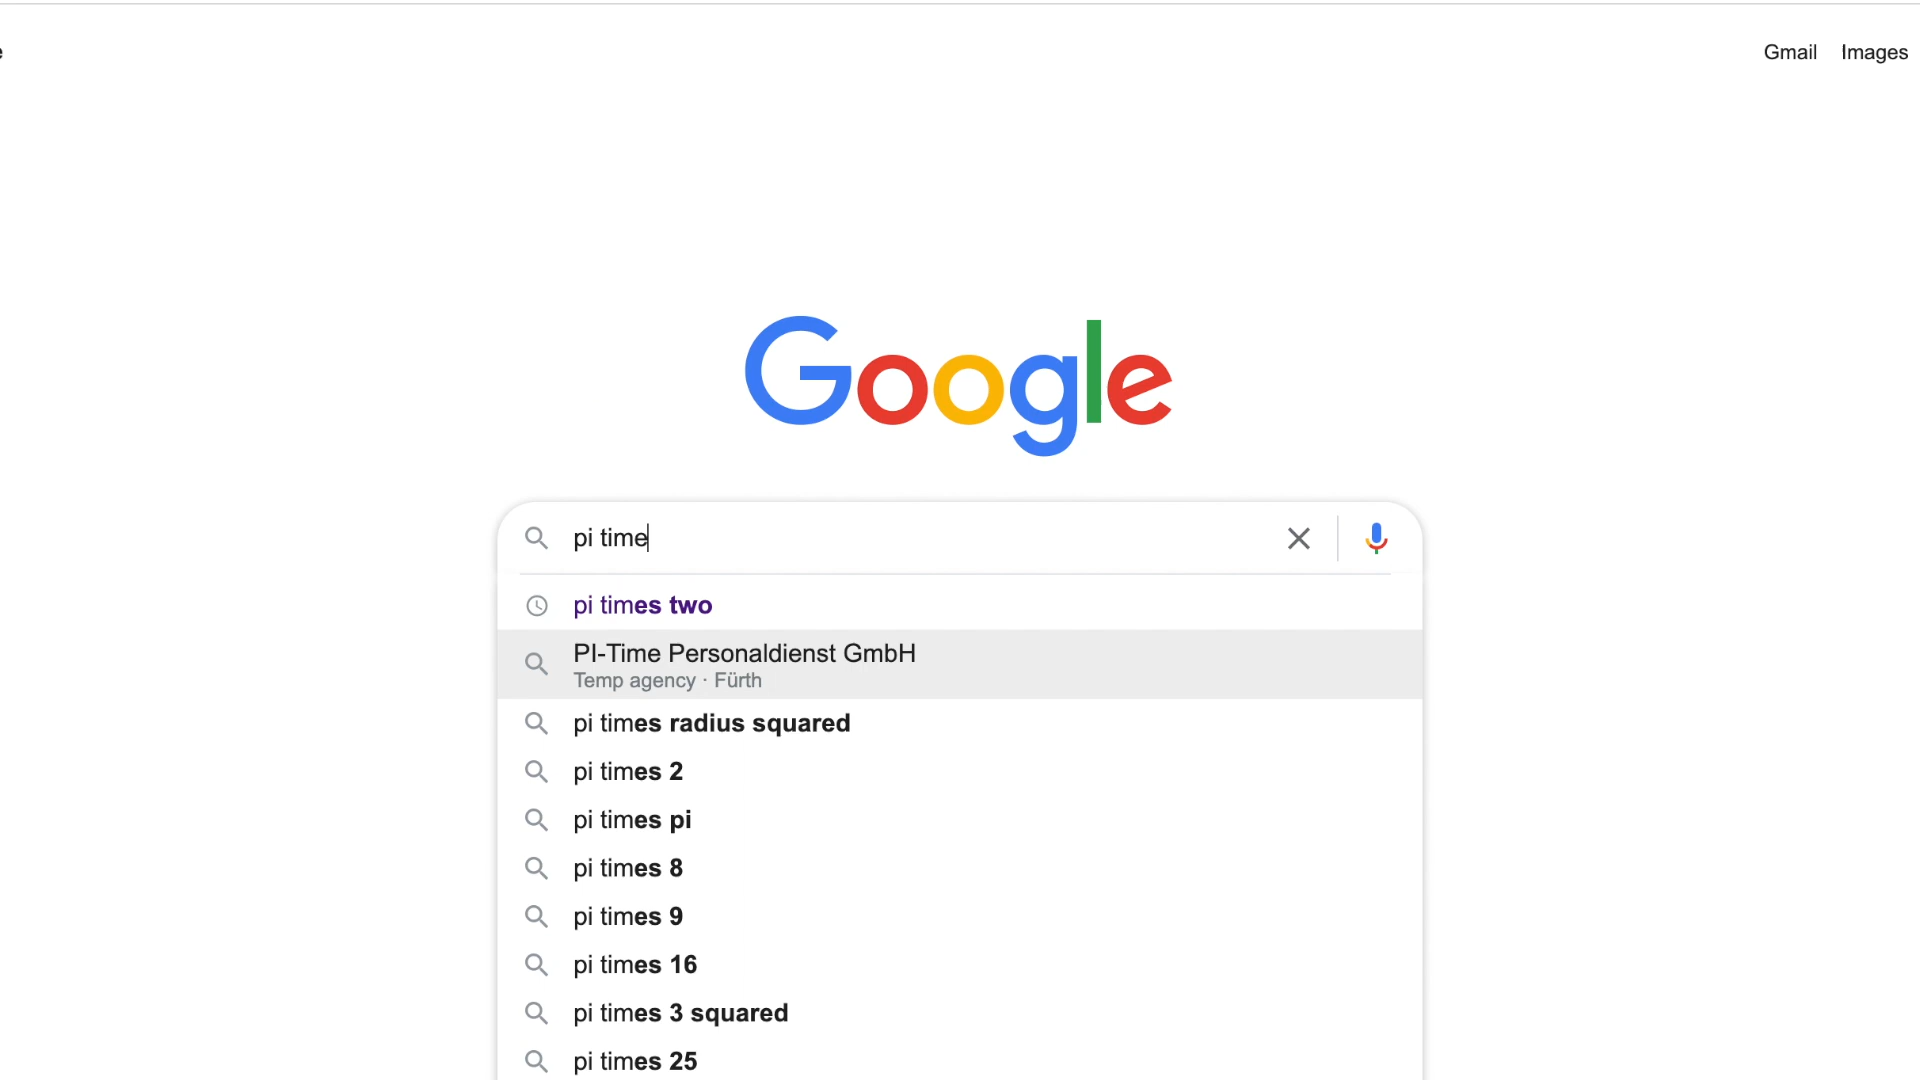 Gmail Images
Google
pi time
pi times two
PI-Time Personaldienst GmbH
Temp agency · Fürth
pi times radius squared
pi times 2
pi times pi
pi times 8
pi times 9
pi times 16
pi times 3 squared
pi times 25